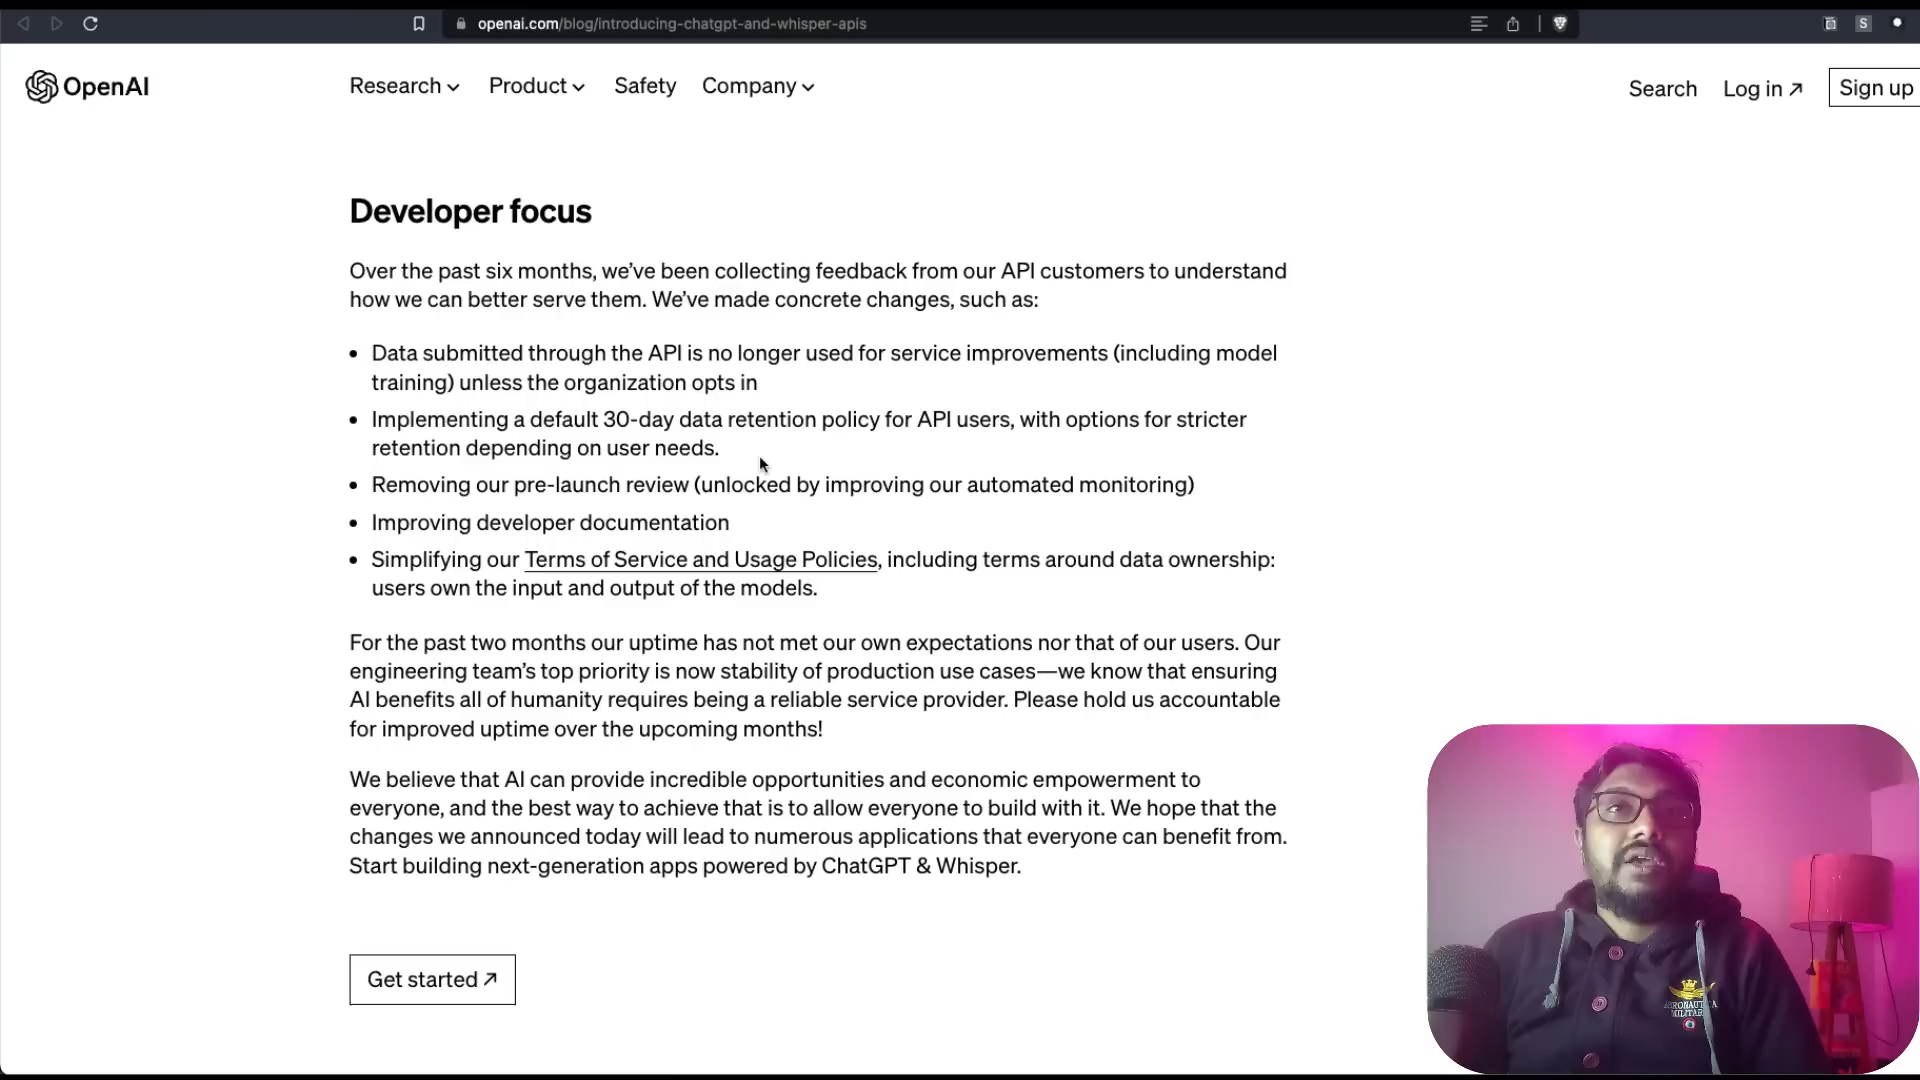 openai.com/blog/introducing-chatgpt-and-whisper-apis
S
OpenAI
Research
Product
Safety
Company
Search
Log in ↗
Sign up
Developer focus
Over the past six months, we’ve been collecting feedback from our API customers to understand
how we can better serve them. We’ve made concrete changes, such as:
• Data submitted through the API is no longer used for service improvements (including model
training) unless the organization opts in
• Implementing a default 30-day data retention policy for API users, with options for stricter
retention depending on user needs.
• Removing our pre-launch review (unlocked by improving our automated monitoring)
• Improving developer documentation
• Simplifying our Terms of Service and Usage Policies, including terms around data ownership:
users own the input and output of the models.
For the past two months our uptime has not met our own expectations nor that of our users. Our
engineering team’s top priority is now stability of production use cases—we know that ensuring
AI benefits all of humanity requires being a reliable service provider. Please hold us accountable
for improved uptime over the upcoming months!
We believe that AI can provide incredible opportunities and economic empowerment to
everyone, and the best way to achieve that is to allow everyone to build with it. We hope that the
changes we announced today will lead to numerous applications that everyone can benefit from.
Start building next-generation apps powered by ChatGPT & Whisper.
Get started ↗